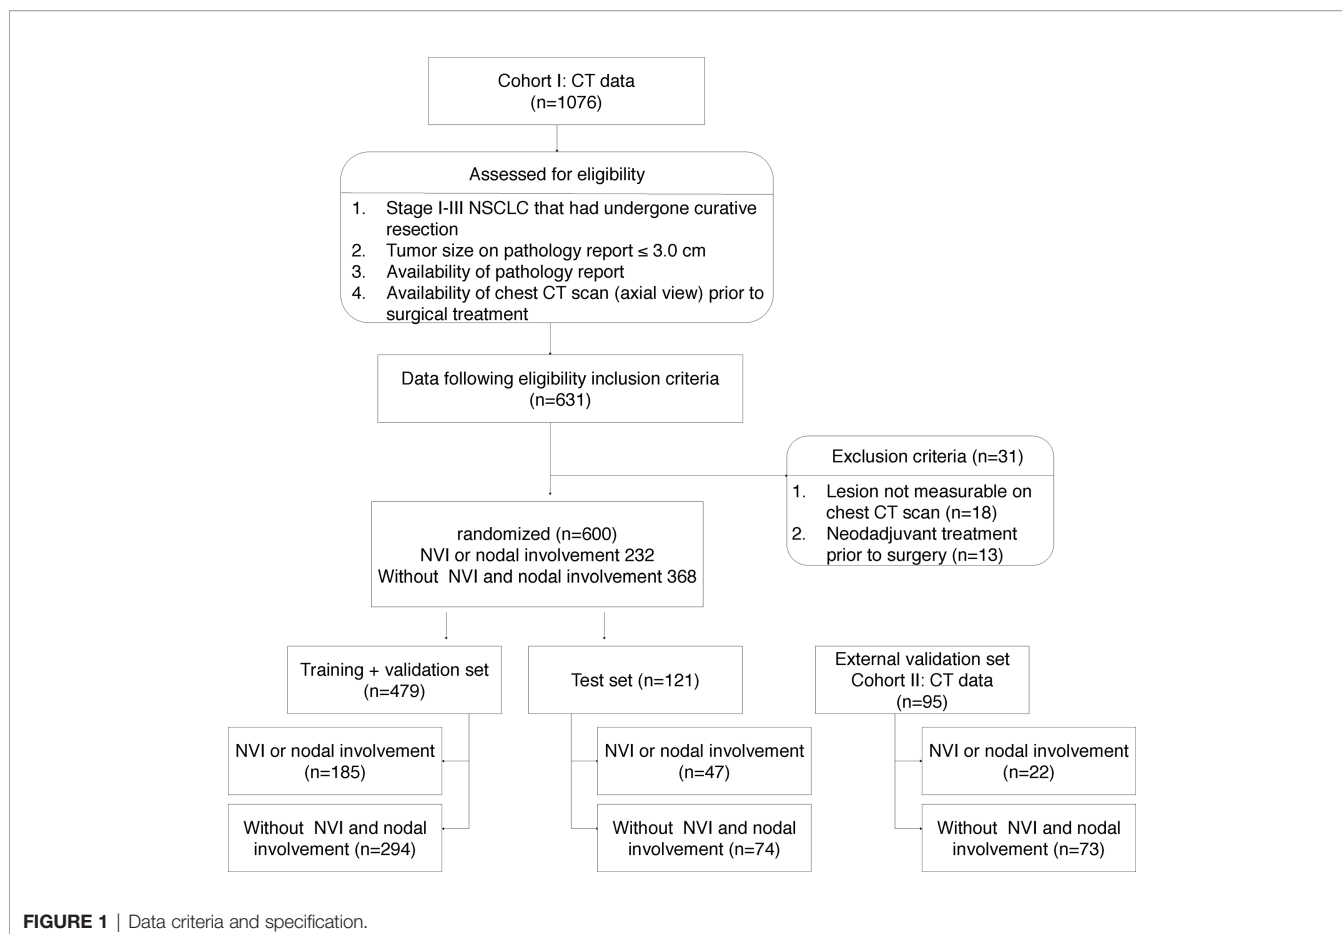 Cohort I: CT data
(n=1076)
Assessed for eligibility
1. Stage I-III NSCLC that had undergone curative
resection
2. Tumor size on pathology report ≤ 3.0 cm
3. Availability of pathology report
4. Availability of chest CT scan (axial view) prior to
surgical treatment
Data following eligibility inclusion criteria
(n=631)
Exclusion criteria (n=31)
1. Lesion not measurable on
chest CT scan (n=18)
2. Neodadjuvant treatment
prior to surgery (n=13)
randomized (n=600)
NVI or nodal involvement 232
Without NVI and nodal involvement 368
Training + validation set
(n=479)
Test set (n=121)
External validation set
Cohort II: CT data
(n=95)
NVI or nodal involvement
(n=185)
NVI or nodal involvement
(n=47)
NVI or nodal involvement
(n=22)
Without NVI and nodal
involvement (n=294)
Without NVI and nodal
involvement (n=74)
Without NVI and nodal
involvement (n=73)
FIGURE 1 | Data criteria and specification.